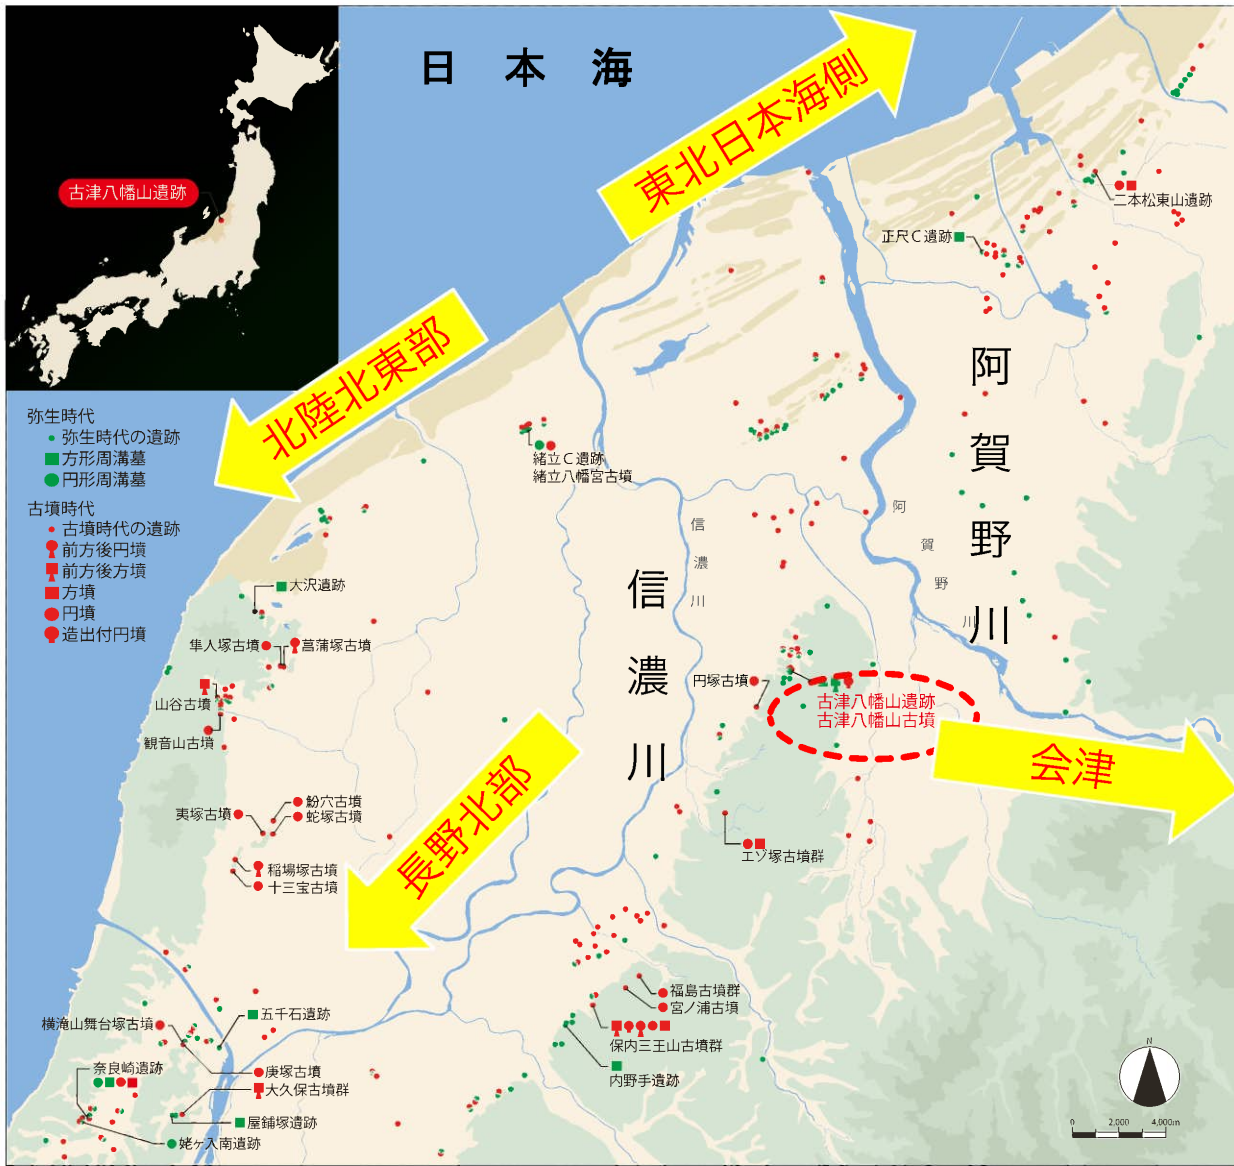 日本海
東北日本海側
古津八幡山遺跡
二本松東山遺跡
正尺C遺跡
北陸北東部
阿賀野川
弥生時代
弥生時代の遺跡
方形周溝墓
円形周溝墓
古墳時代
古墳時代の遺跡
前方後円墳
前方後方墳
方墳
円墳
造出付円墳
緒立C遺跡
緒立八幡宮古墳
信濃川
阿賀野川
信濃川
大沢遺跡
隼人塚古墳
菖蒲塚古墳
山谷古墳
観音山古墳
円塚古墳
古津八幡山遺跡
古津八幡山古墳
会津
長野北部
夷塚古墳
鮒穴古墳
蛇塚古墳
稲場塚古墳
十三宝古墳
エゾ塚古墳群
福島古墳群
宮ノ浦古墳
保内三王山古墳群
内野手遺跡
五千石遺跡
横滝山舞台塚古墳
奈良崎遺跡
庚塚古墳
大久保古墳群
屋舗塚遺跡
姥ヶ入南遺跡
N
0 2,000 4,000m